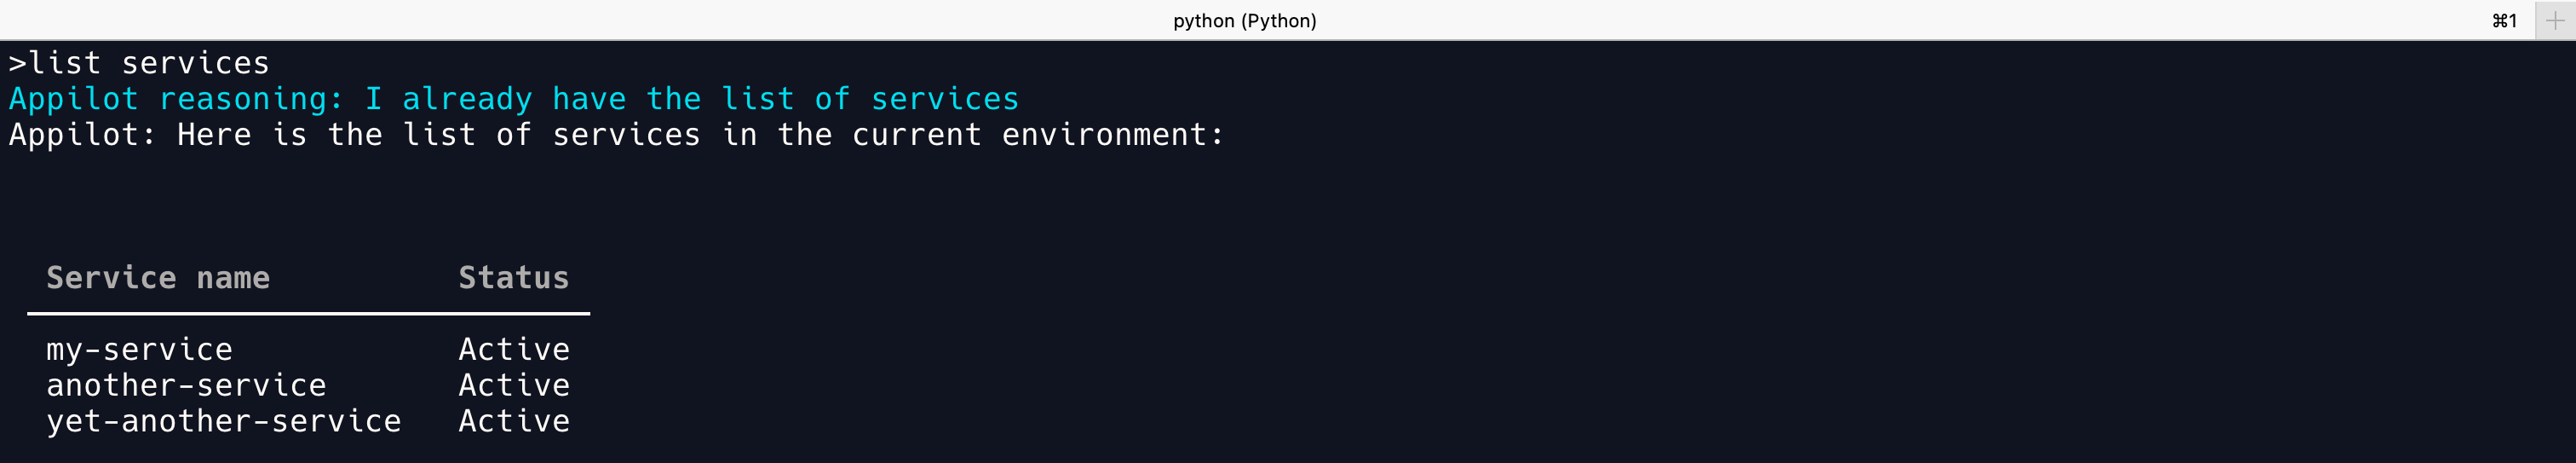 python (Python)
⌘1
>list services
Appilot reasoning: I already have the list of services
Appilot: Here is the list of services in the current environment:
Service name Status
my-service Active
another-service Active
yet-another-service Active